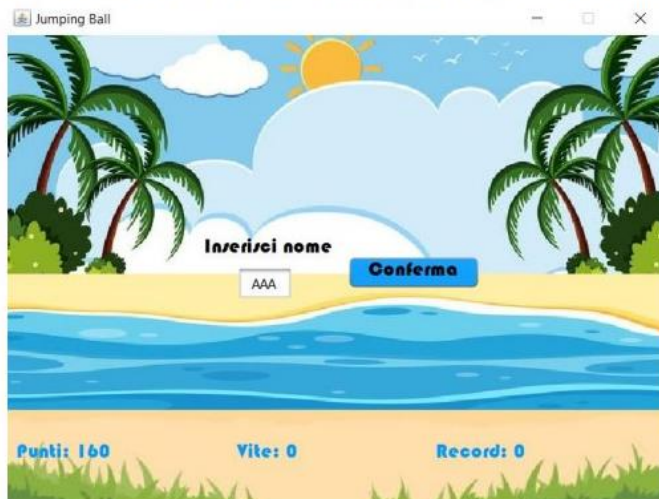 Jumping Ball
Inserisci nome
AAA
Conferma
Punti: 160 Vite: 0 Record: 0